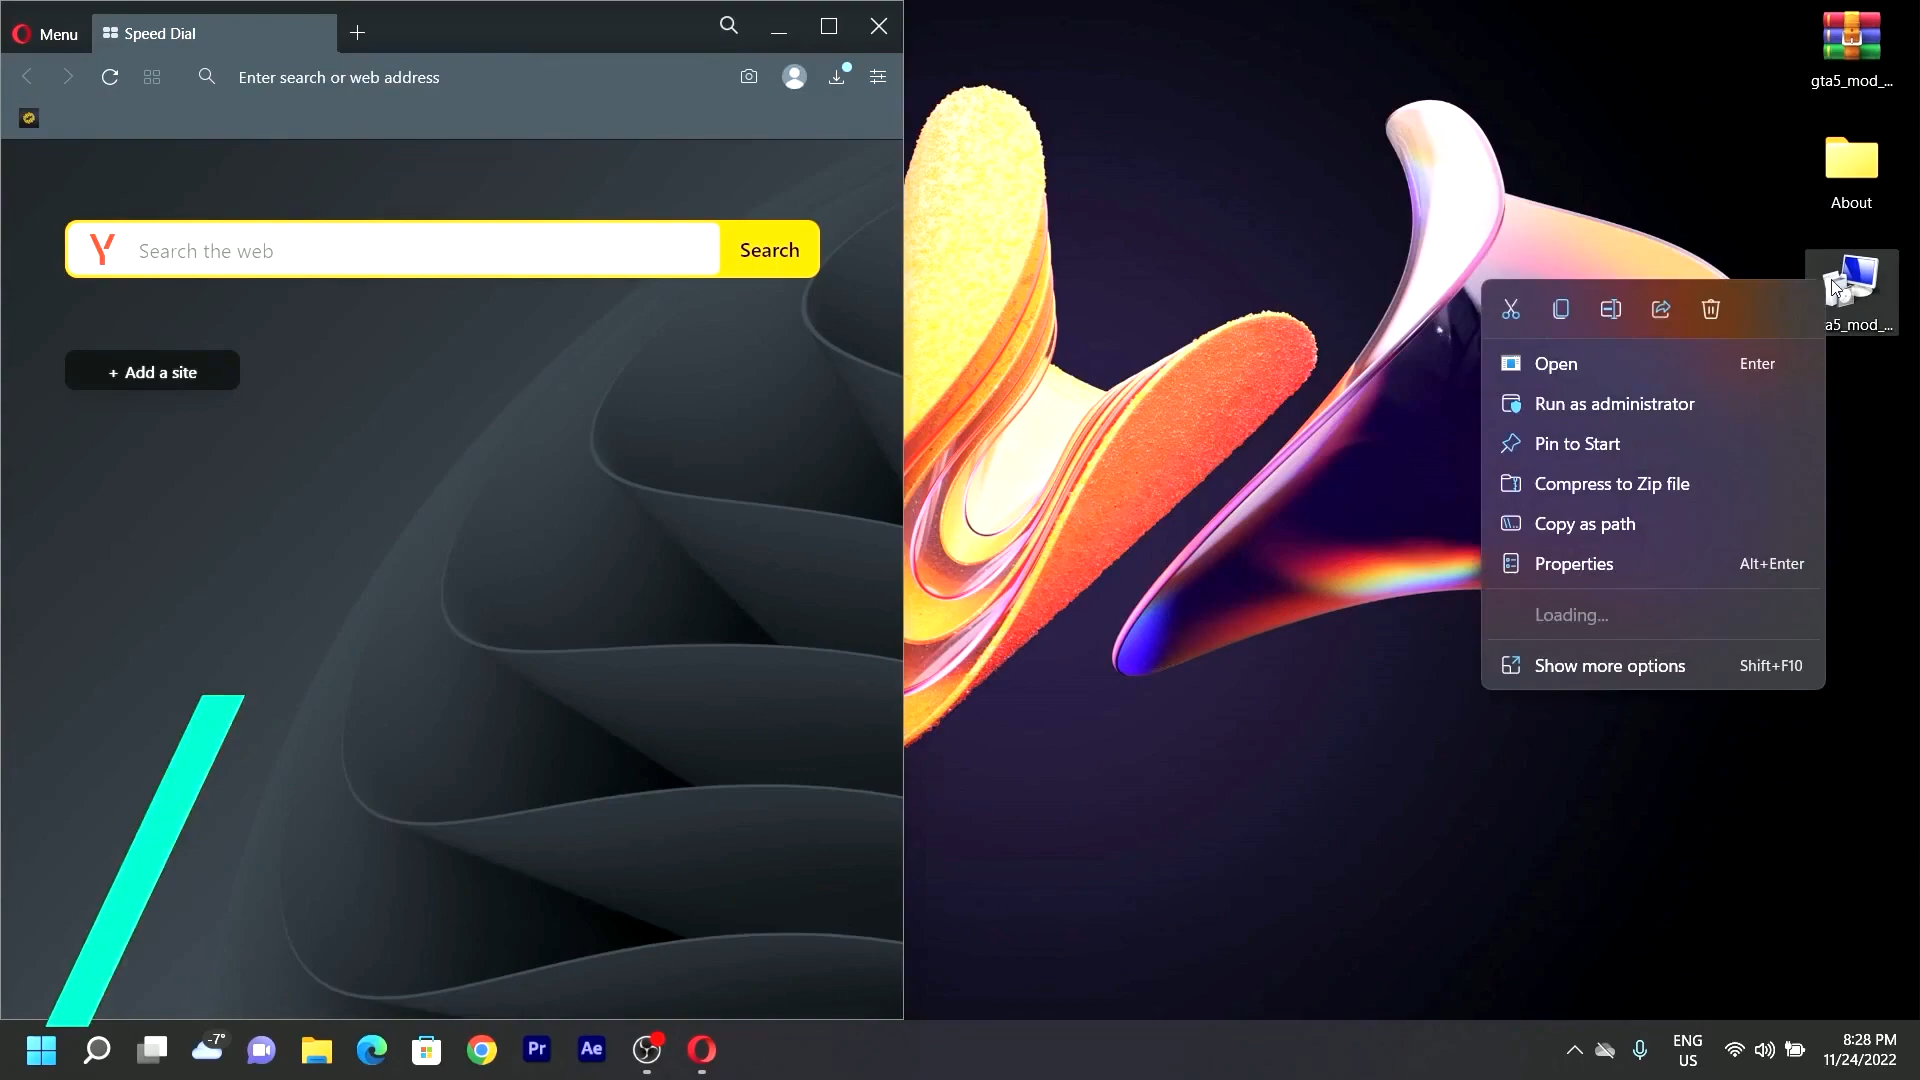 Menu
Speed Dial
Enter search or web address
Y
Search the web
Search
+ Add a site
gta5_mod_...
About
a5_mod_...
Open
Enter
Run as administrator
Pin to Start
Compress to Zip file
Copy as path
Properties
Alt+Enter
Loading...
Show more options
Shift+F10
-7°
Pr
Ae
ENG
US
8:28 PM
11/24/2022